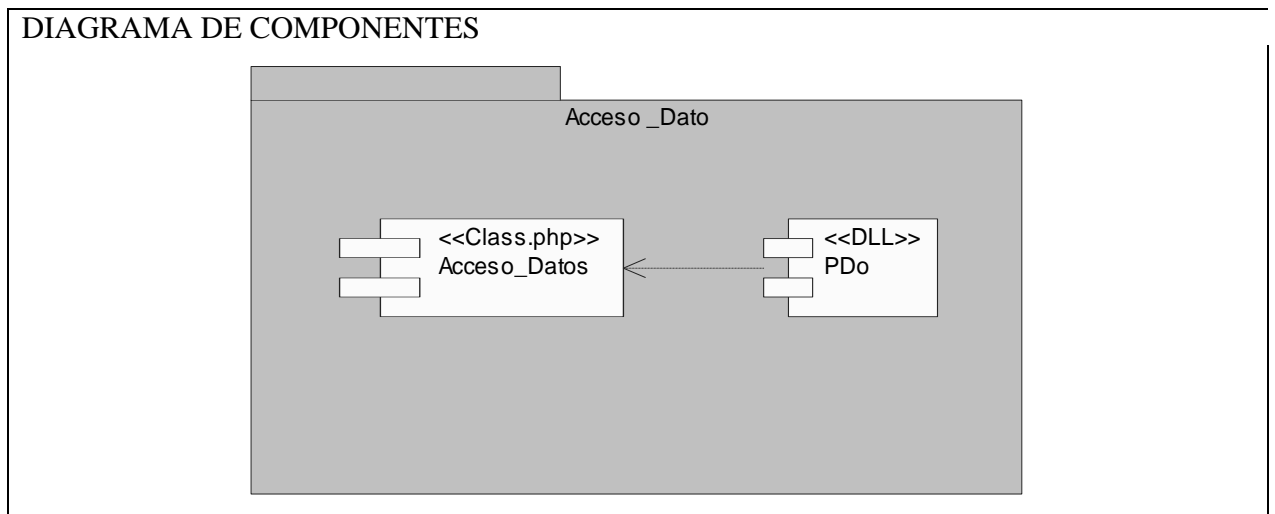 DIAGRAMA DE COMPONENTES
Acceso _Dato
<<Class.php>>
Acceso_Datos
<<DLL>>
PDo